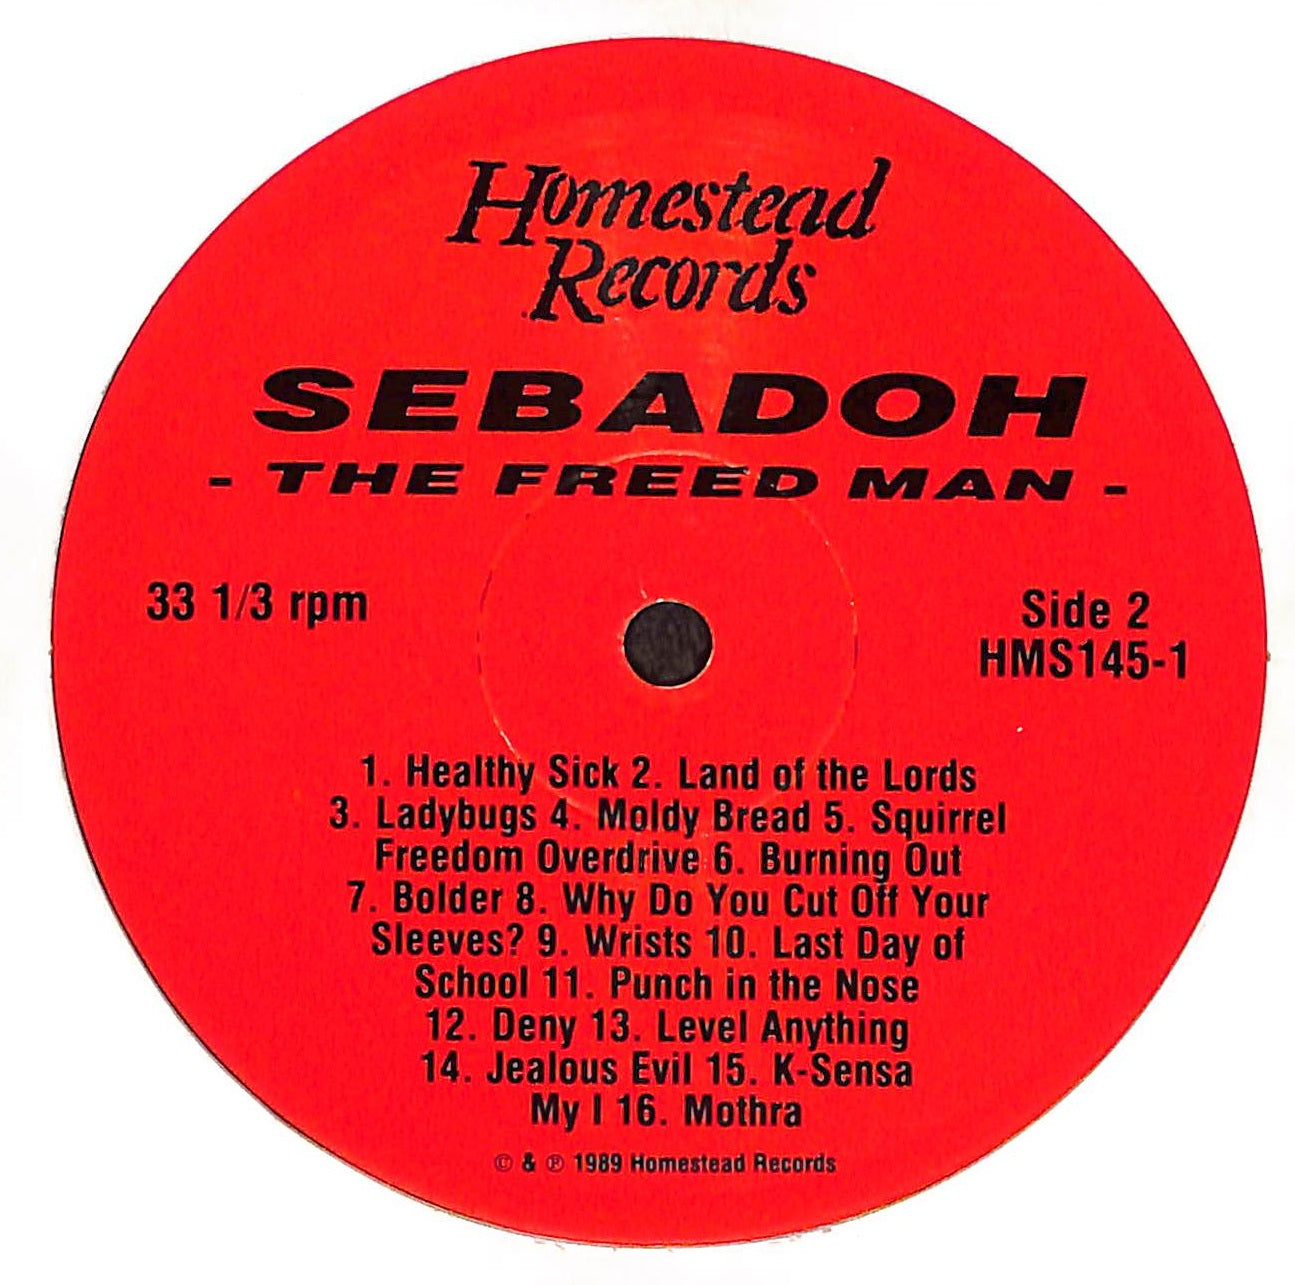 Homestead
Records
SEBADOH
- THE FREED MAN -
33 1/3 rpm
Side 2
HMS145-1
1. Healthy Sick 2. Land of the Lords
3. Ladybugs 4. Moldy Bread 5. Squirrel
Freedom Overdrive 6. Burning Out
7. Bolder 8. Why Do You Cut Off Your
Sleeves? 9. Wrists 10. Last Day of
School 11. Punch in the Nose
12. Deny 13. Level Anything
14. Jealous Evil 15. K-Sensa
My I 16. Mothra
© & ℗ 1989 Homestead Records